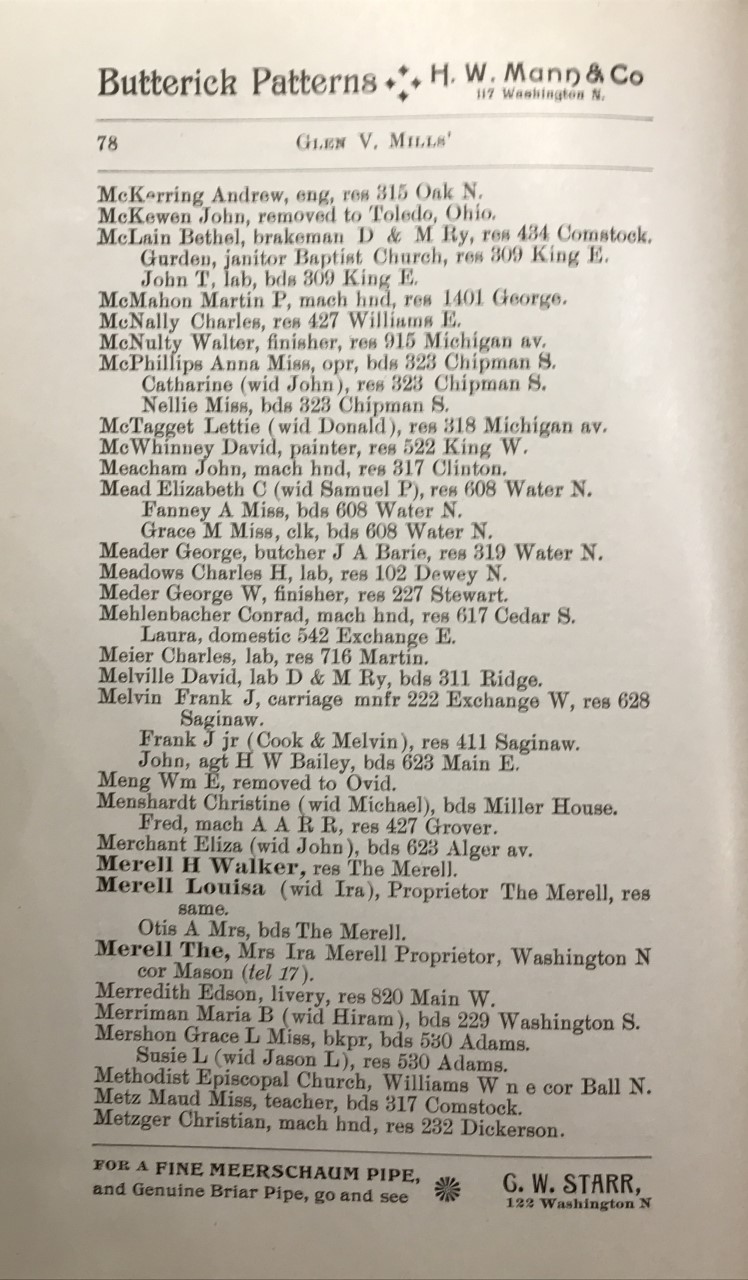 Butterick Patterns H. W. Mann & Co
117 Washington N.
78 GLEN V. MILLS'
McKerring Andrew, eng, res 315 Oak N.
McKewen John, removed to Toledo, Ohio.
McLain Bethel, brakeman D & M Ry, res 434 Comstock.
Gurden, janitor Baptist Church, res 309 King E.
John T, lab, bds 309 King E.
McMahon Martin P, mach hnd, res 1401 George.
McNally Charles, res 427 Williams E.
McNulty Walter, finisher, res 915 Michigan av.
McPhillips Anna Miss, opr, bds 323 Chipman S.
Catharine (wid John), res 323 Chipman S.
Nellie Miss, bds 323 Chipman S.
McTagget Lettie (wid Donald), res 318 Michigan av.
McWhinney David, painter, res 522 King W.
Meacham John, mach hnd, res 317 Clinton.
Mead Elizabeth C (wid Samuel P), res 608 Water N.
Fanney A Miss, bds 608 Water N.
Grace M Miss, clk, bds 608 Water N.
Meader George, butcher J A Barie, res 319 Water N.
Meadows Charles H, lab, res 102 Dewey N.
Meder George W, finisher, res 227 Stewart.
Mehlenbacher Conrad, mach hnd, res 617 Cedar S.
Laura, domestic 542 Exchange E.
Meier Charles, lab, res 716 Martin.
Melville David, lab D & M Ry, bds 311 Ridge.
Melvin Frank J, carriage mnfr 222 Exchange W, res 628
Saginaw.
Frank J jr (Cook & Melvin), res 411 Saginaw.
John, agt H W Bailey, bds 623 Main E.
Meng Wm E, removed to Ovid.
Menshardt Christine (wid Michael), bds Miller House.
Fred, mach A A R R, res 427 Grover.
Merchant Eliza (wid John), bds 623 Alger av.
Merell H Walker, res The Merell.
Merell Louisa (wid Ira), Proprietor The Merell, res
same.
Otis A Mrs, bds The Merell.
Merell The, Mrs Ira Merell Proprietor, Washington N
cor Mason (tel 17).
Merredith Edson, livery, res 820 Main W.
Merriman Maria B (wid Hiram), bds 229 Washington S.
Mershon Grace L Miss, bkpr, bds 530 Adams.
Susie L (wid Jason L), res 530 Adams.
Methodist Episcopal Church, Williams W n e cor Ball N.
Metz Maud Miss, teacher, bds 317 Comstock.
Metzger Christian, mach hnd, res 232 Dickerson.
FOR A FINE MEERSCHAUM PIPE,
and Genuine Briar Pipe, go and see
G. W. STARR,
122 Washington N